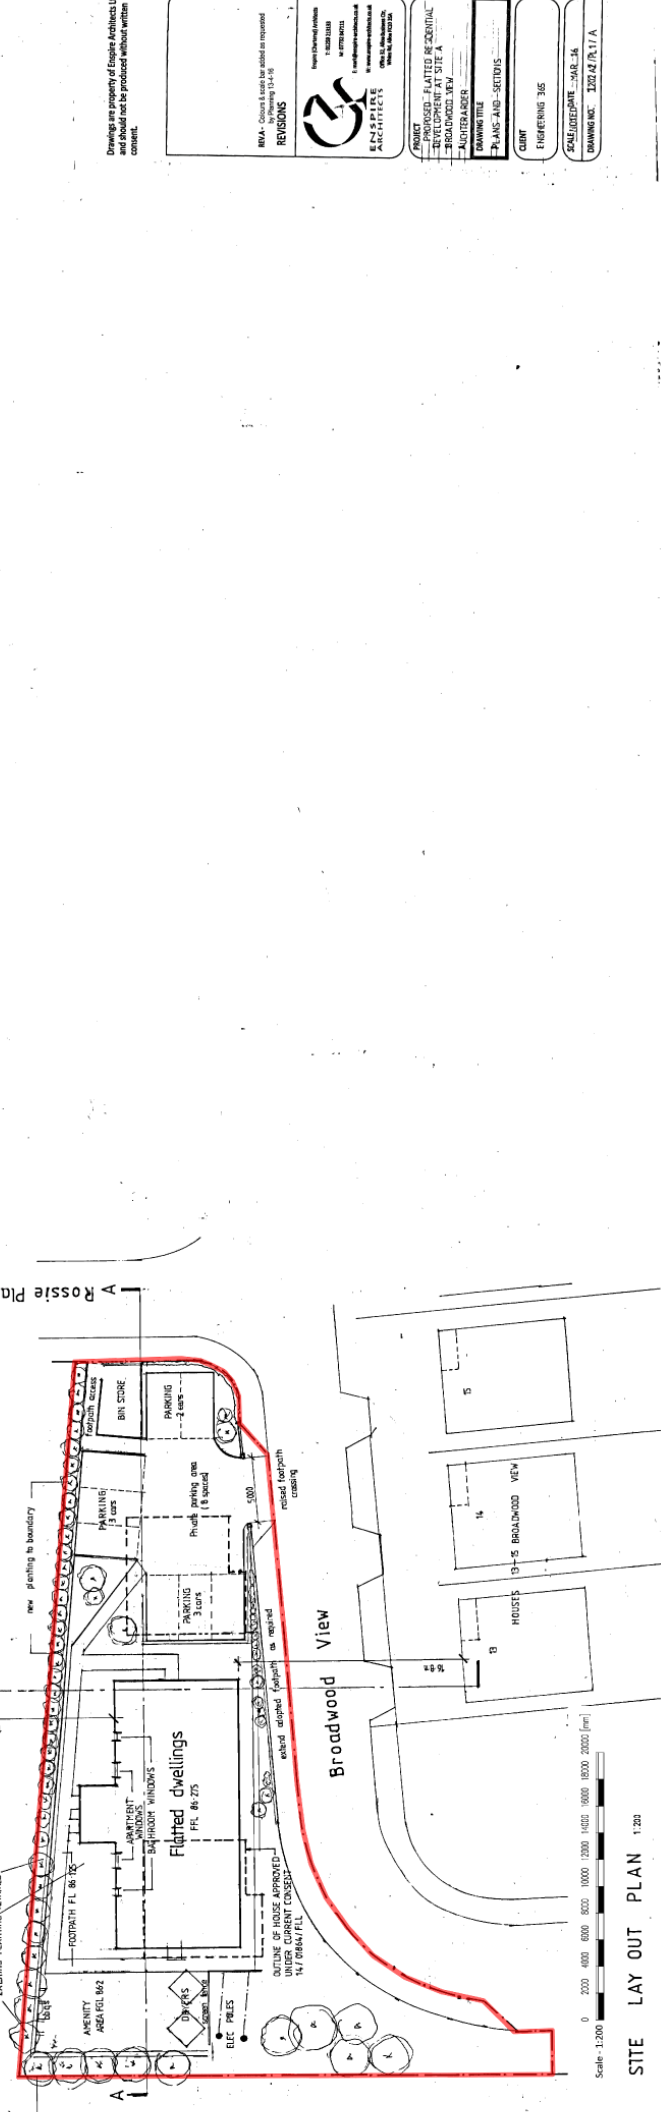 Drawings are property of Enspire Architects
and should not be produced without written
consent.
REV.A - Colours & scale bar added as requested
by Planning 13-4-16
REVISIONS
Enspire (Chartered) Architects
ENSPIRE
ARCHITECTS
PROJECT
PROPOSED FLATTED RESIDENTIAL
DEVELOPMENT AT SITE A
BROADWOOD VIEW
AUCHTERARDER
DRAWING TITLE
PLANS AND SECTIONS
CLIENT
ENGINEERING 365
SCALE NOTED DATE MAR 16
DRAWING NO.
Rossie
A
new planting to boundary
footpath access
BIN STORE
PARKING
2 cars
PARKING
3 cars
Private parking area
(8 spaces)
PARKING
3 cars
5,000
raised footpath
crossing
extend adopted footpath as required
APARTMENT
WINDOWS
BATHROOM WINDOWS
Flatted dwellings
FFL 86·275
FOOTPATH FL 86·125
OUTLINE OF HOUSE APPROVED
UNDER CURRENT CONSENT
14/01864/FLL
AMENITY
AREA FGL 86·2
bbqs
DRYERS
screen fence
ELEC POLES
A
Broadwood View
15
14
13
HOUSES 13-15 BROADWOOD VIEW
Scale - 1:200
0 2000 4000 6000 8000 10000 12000 14000 16000 18000 20000 [mm]
SITE LAY OUT PLAN 1:200